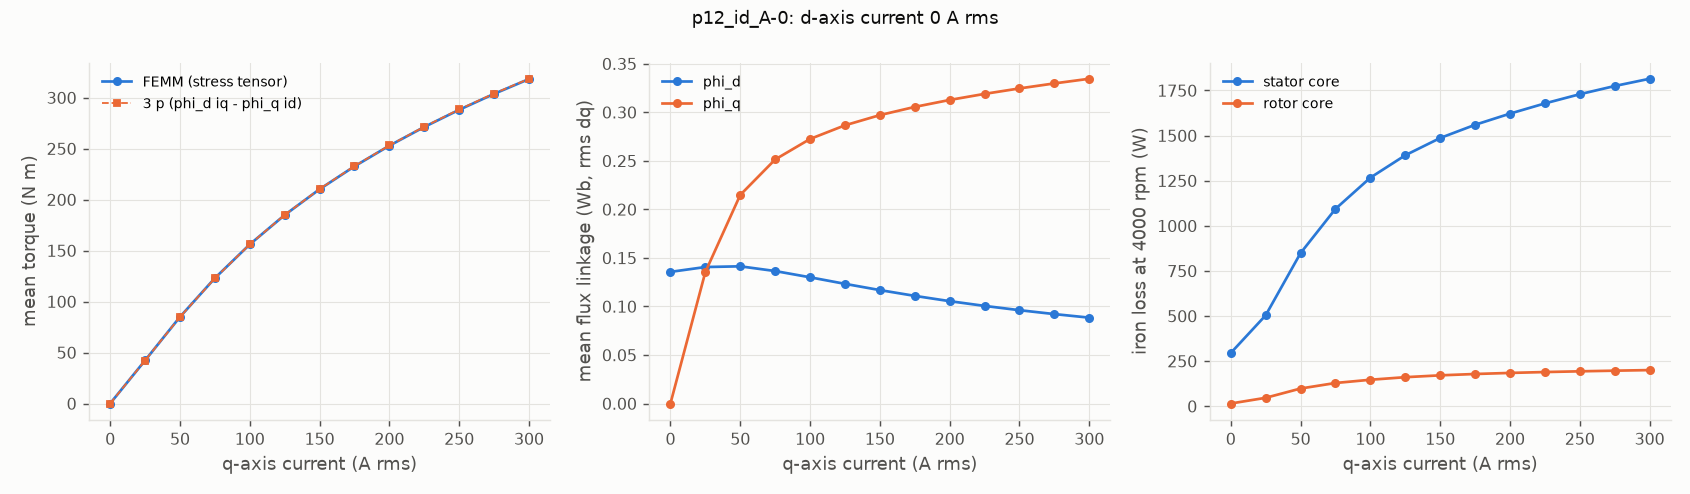 p12_id_A-0: d-axis current 0 A rms
mean torque (N m)
300
250
200
150
100
50
0
FEMM (stress tensor)
3 p (phi_d iq - phi_q id)
0 50 100 150 200 250 300
q-axis current (A rms)
mean flux linkage (Wb, rms dq)
0.35
0.30
0.25
0.20
0.15
0.10
0.05
0.00
phi_d
phi_q
0 50 100 150 200 250 300
q-axis current (A rms)
iron loss at 4000 rpm (W)
1750
1500
1250
1000
750
500
250
0
stator core
rotor core
0 50 100 150 200 250 300
q-axis current (A rms)